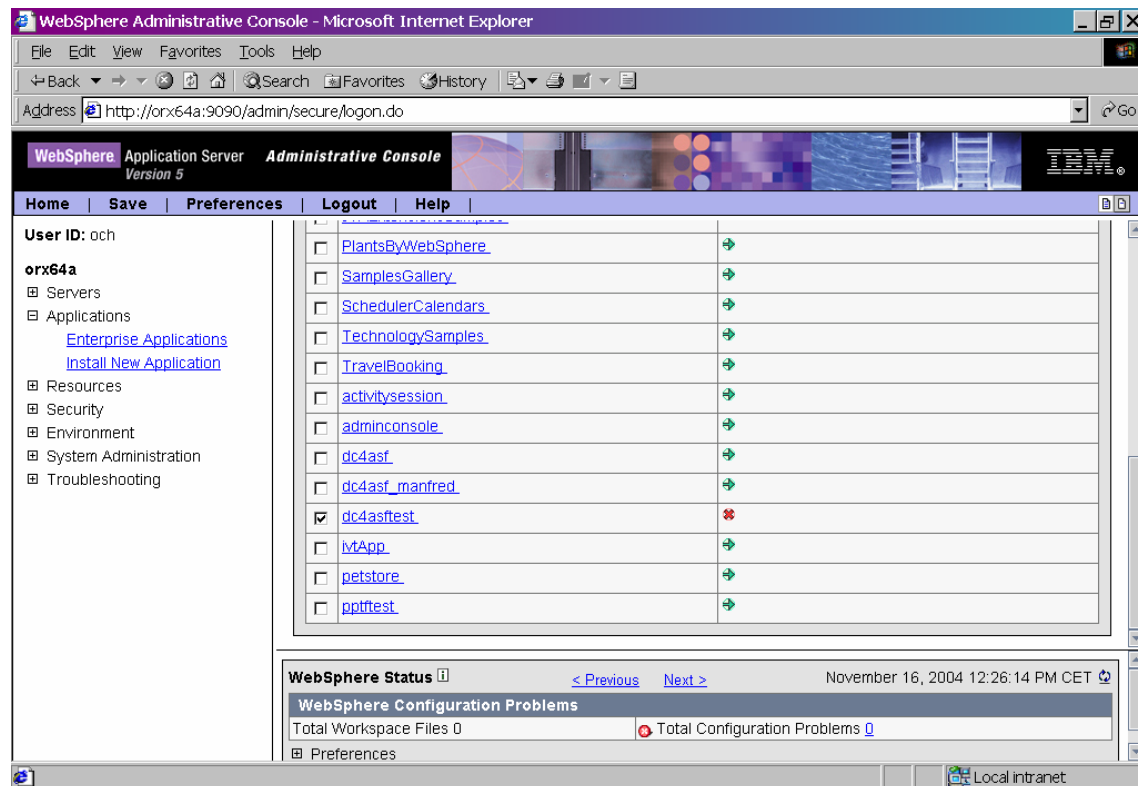 WebSphere Administrative Console - Microsoft Internet Explorer
File Edit View Favorites Tools Help
Back Search Favorites History
Address http://orx64a:9090/admin/secure/logon.do Go
WebSphere Application Server Administrative Console
Version 5
IBM
Home | Save | Preferences | Logout | Help |
User ID: och
orx64a
Servers
Applications
Enterprise Applications
Install New Application
Resources
Security
Environment
System Administration
Troubleshooting
PlantsByWebSphere
SamplesGallery
SchedulerCalendars
TechnologySamples
TravelBooking
activitysession
adminconsole
dc4asf
dc4asf_manfred
dc4asftest
ivtApp
petstore
pptftest
WebSphere Status < Previous Next > November 16, 2004 12:26:14 PM CET
WebSphere Configuration Problems
Total Workspace Files 0 Total Configuration Problems 0
Preferences
Local intranet